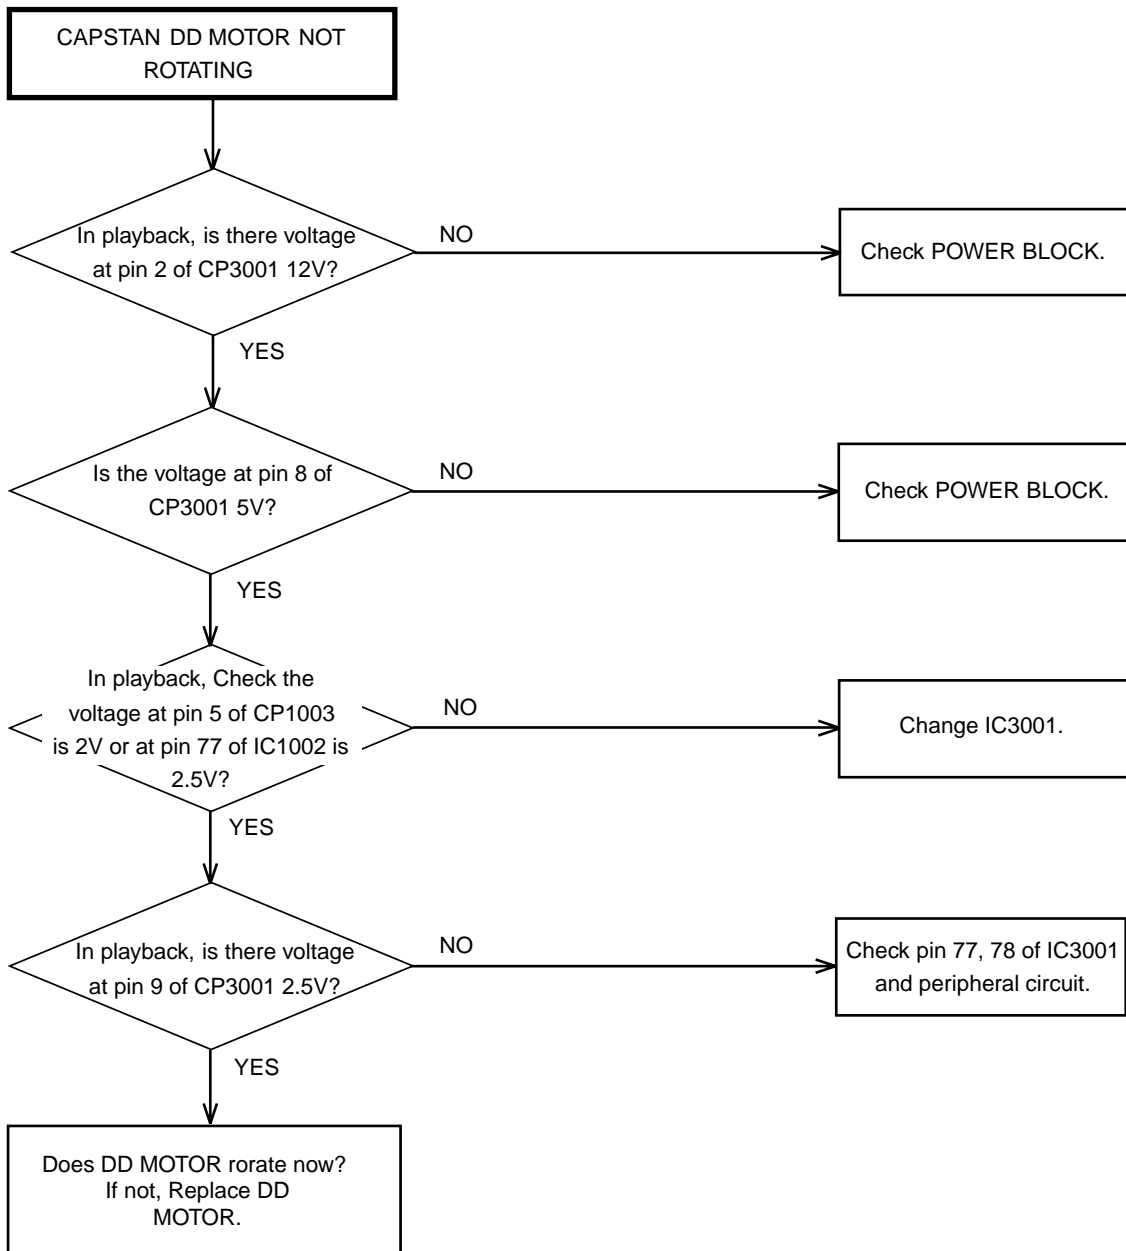 CAPSTAN DD MOTOR NOT
ROTATING
In playback, is there voltage
at pin 2 of CP3001 12V?
NO
Check POWER BLOCK.
YES
Is the voltage at pin 8 of
CP3001 5V?
NO
Check POWER BLOCK.
YES
In playback, Check the
voltage at pin 5 of CP1003
is 2V or at pin 77 of IC1002 is
2.5V?
NO
Change IC3001.
YES
In playback, is there voltage
at pin 9 of CP3001 2.5V?
NO
Check pin 77, 78 of IC3001
and peripheral circuit.
YES
Does DD MOTOR rorate now?
If not, Replace DD
MOTOR.